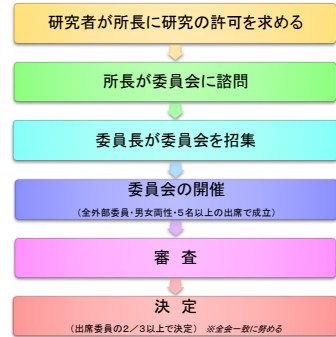 研究者が所長に研究の許可を求める
所長が委員会に諮問
委員長が委員会を招集
委員会の開催
（全外部委員・男女両性・５名以上の出席で成立）
審　査
決　定
（出席委員の２／３以上で決定）　※全会一致に努める